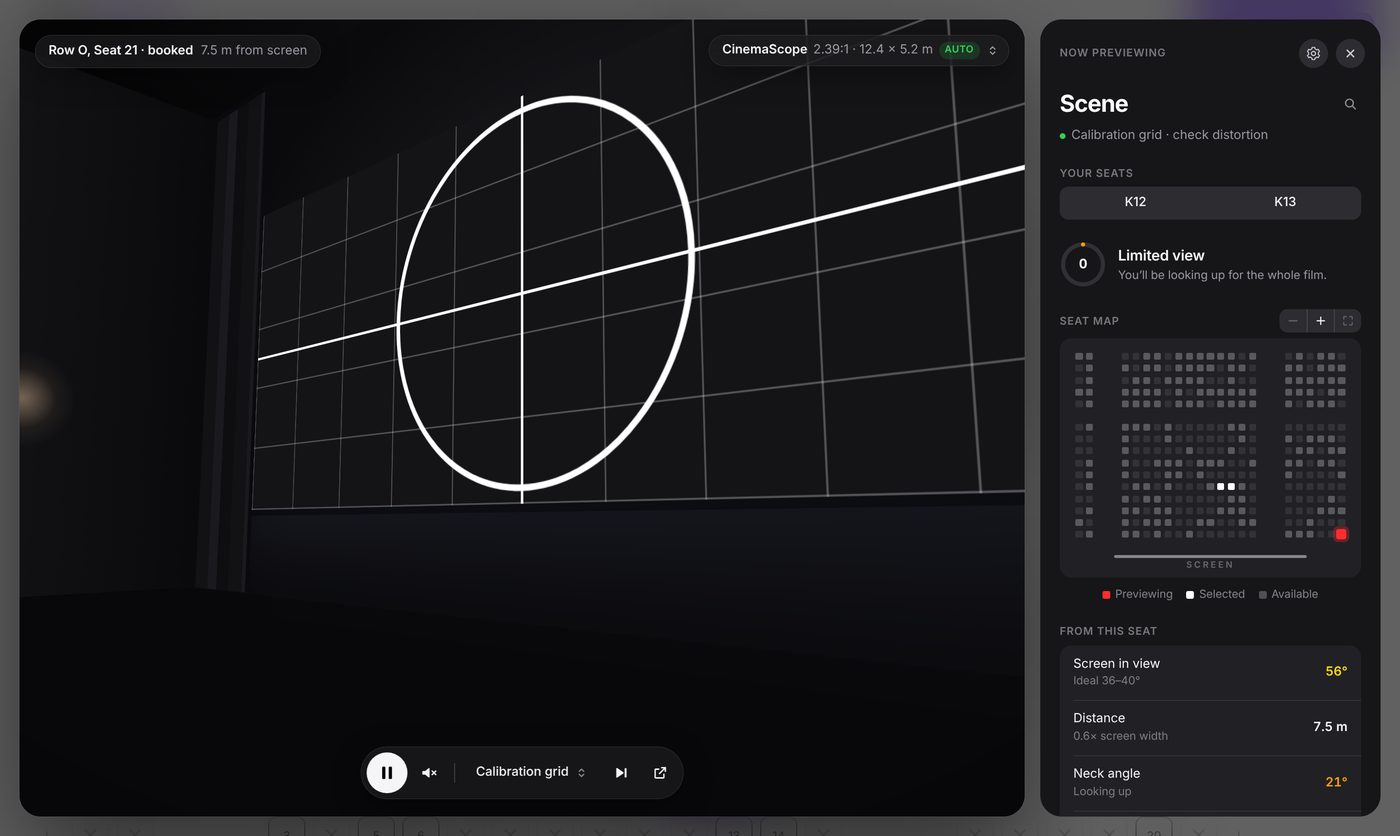 Row O, Seat 21 · booked 7.5 m from screen
CinemaScope 2.39:1 · 12.4 × 5.2 m AUTO
Calibration grid
NOW PREVIEWING
Scene
Calibration grid · check distortion
YOUR SEATS
K12 K13
0
Limited view
You’ll be looking up for the whole film.
SEAT MAP
SCREEN
Previewing Selected Available
FROM THIS SEAT
Screen in view
Ideal 36–40°
56°
Distance
0.6× screen width
7.5 m
Neck angle
Looking up
21°